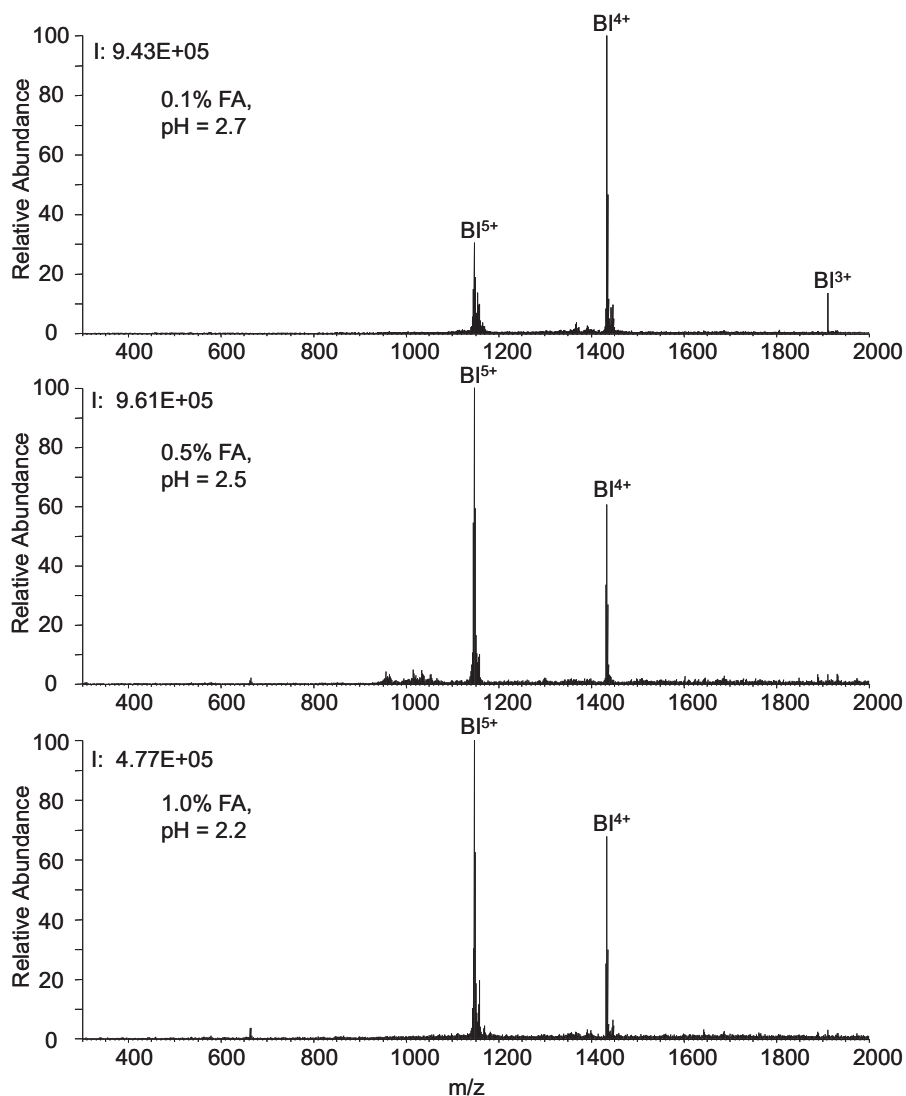 BI⁴⁺
100
I: 9.43E+05
80
0.1% FA,
pH = 2.7
Relative Abundance
60
40
BI⁵⁺
20
BI³⁺
0
400 600 800 1000 1200 1400 1600 1800 2000
BI⁵⁺
100
I: 9.61E+05
80
0.5% FA,
pH = 2.5
Relative Abundance
60
BI⁴⁺
40
20
0
400 600 800 1000 1200 1400 1600 1800 2000
BI⁵⁺
100
I: 4.77E+05
80
1.0% FA,
pH = 2.2
Relative Abundance
BI⁴⁺
60
40
20
0
400 600 800 1000 1200 1400 1600 1800 2000
m/z